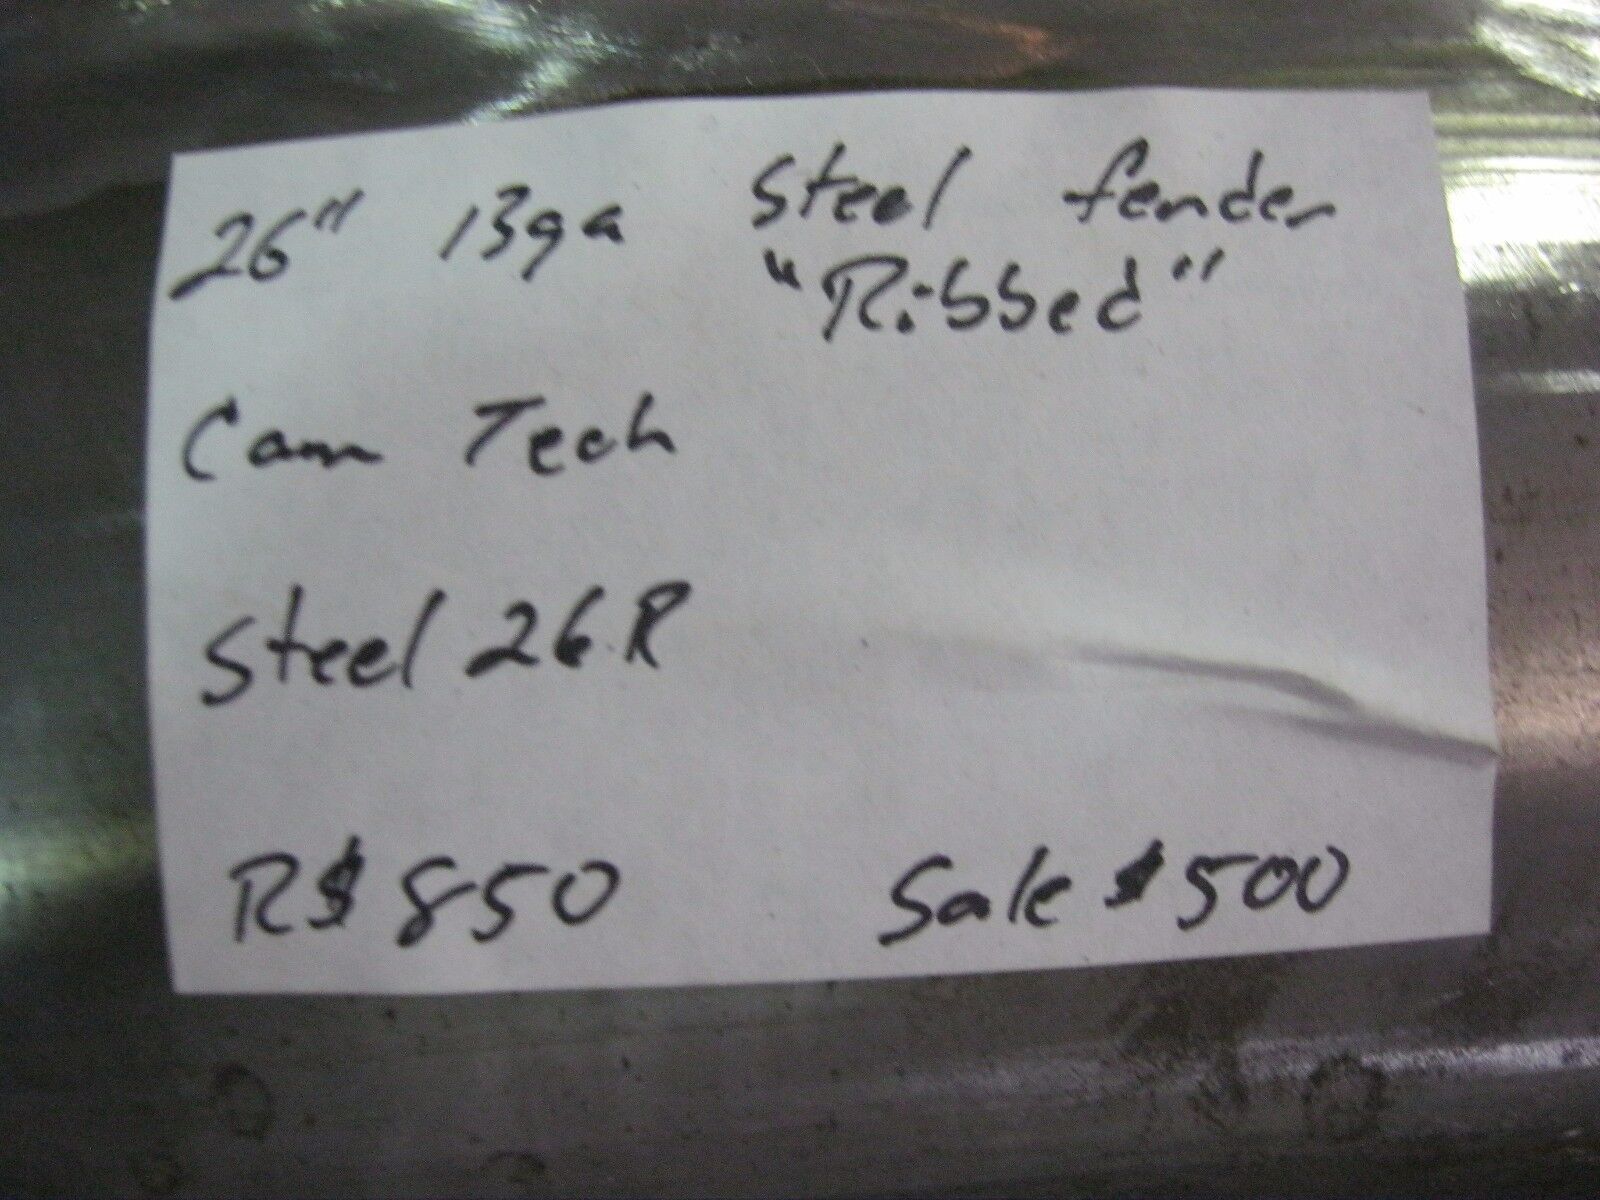 26" 13ga Steel fender
"Ribbed"
Cam Tech
Steel 26R
R$ 850 Sale $500